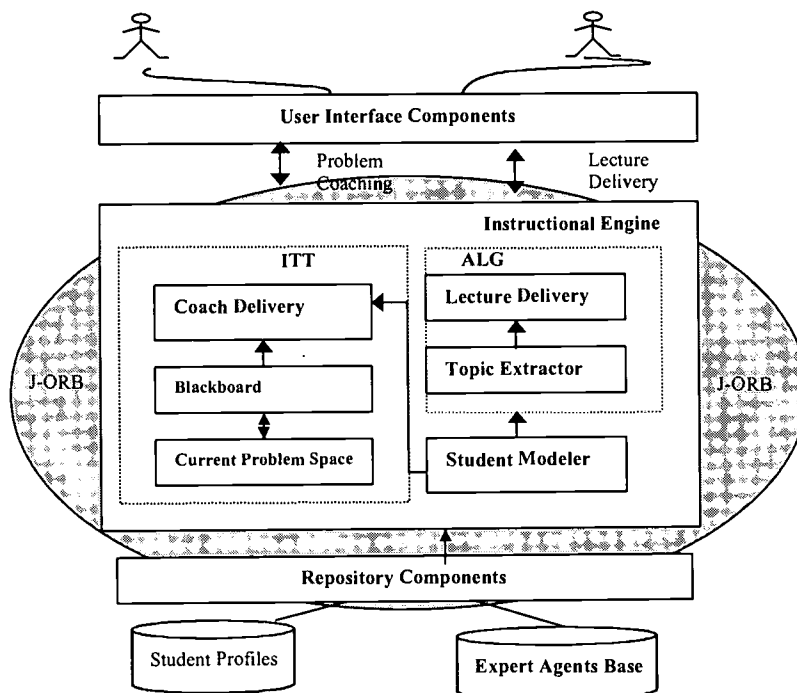 User Interface Components
Problem
Coaching
Lecture
Delivery
Instructional Engine
ITT
ALG
Coach Delivery
Lecture Delivery
Blackboard
Topic Extractor
J-ORB
J-ORB
Current Problem Space
Student Modeler
Repository Components
Student Profiles
Expert Agents Base